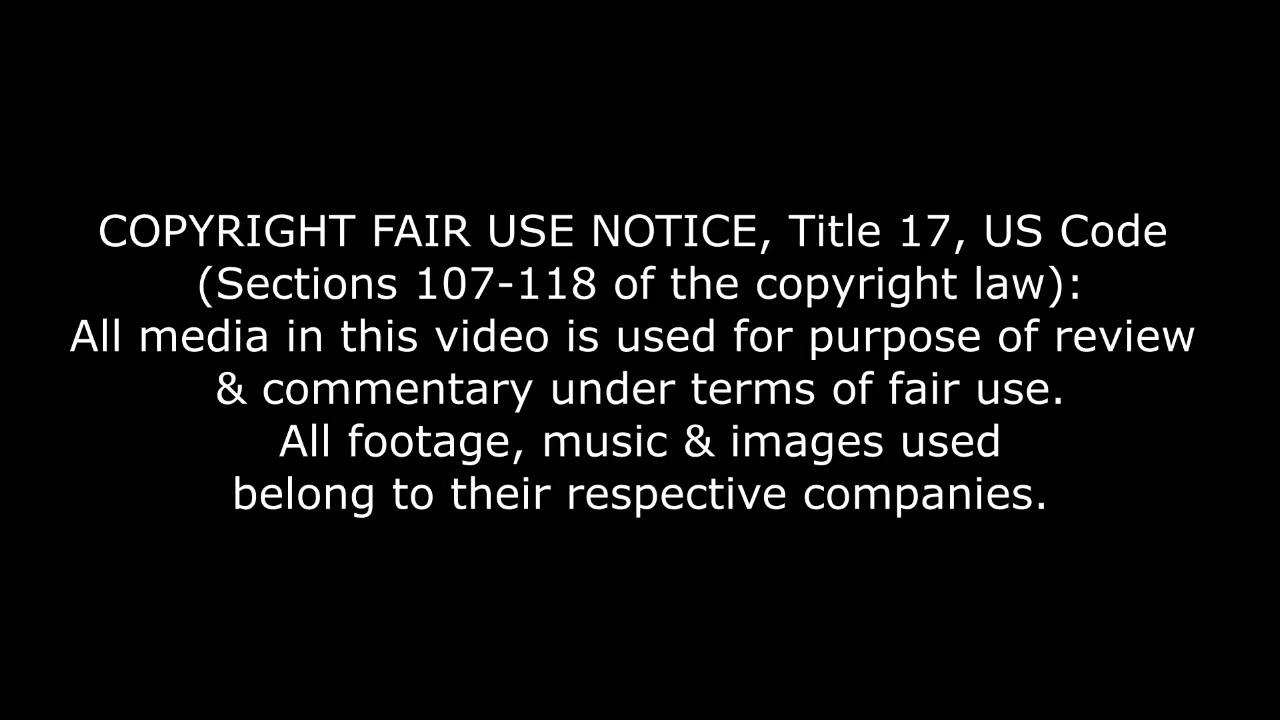 COPYRIGHT FAIR USE NOTICE, Title 17, US Code
(Sections 107-118 of the copyright law):
All media in this video is used for purpose of review
& commentary under terms of fair use.
All footage, music & images used
belong to their respective companies.